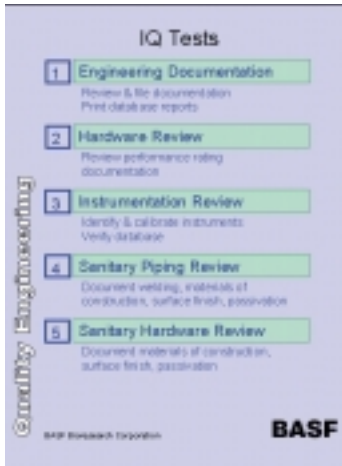 IQ Tests
1 Engineering Documentation
Review & file documentation
Print database reports
2 Hardware Review
Review performance rating
documentation
3 Instrumentation Review
Identify & calibrate instruments
Verify database
4 Sanitary Piping Review
Document welding, materials of
construction, surface finish, passivation
5 Sanitary Hardware Review
Document materials of construction,
surface finish, passivation
Quality Engineering
BASF Bioresearch Corporation
BASF